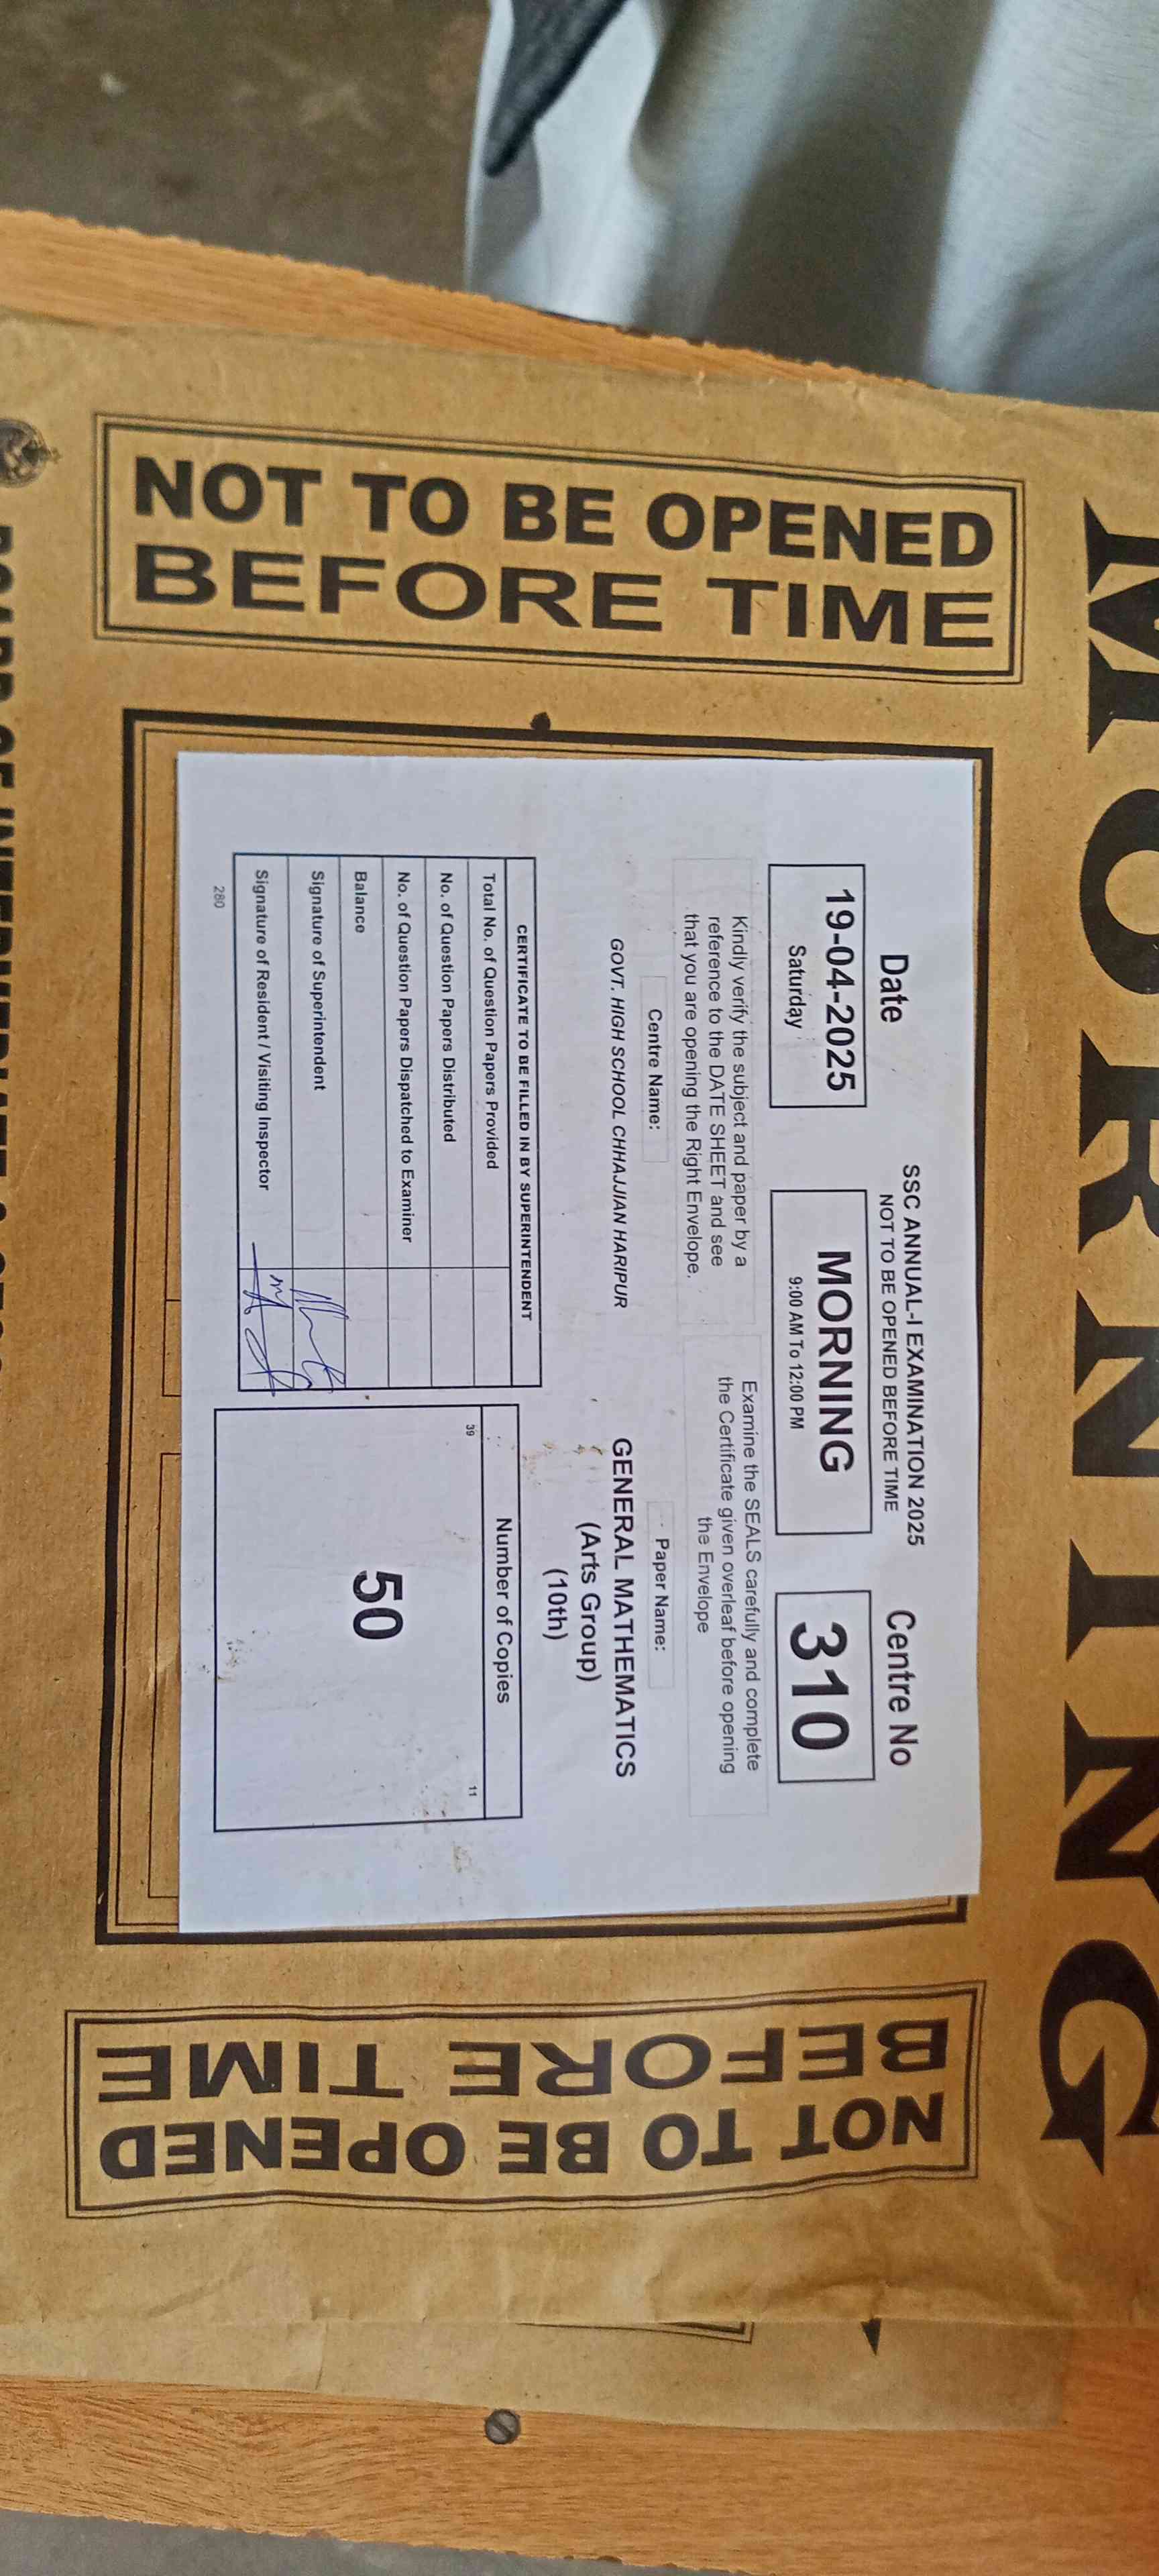 MORNING
NOT TO BE OPENED
BEFORE TIME
Date
19-04-2025
Saturday
SSC ANNUAL-I EXAMINATION 2025
NOT TO BE OPENED BEFORE TIME
MORNING
9:00 AM To 12:00 PM
Centre No
310
Kindly verify the subject and paper by a
reference to the DATE SHEET and see
that you are opening the Right Envelope.
Examine the SEALS carefully and complete
the Certificate given overleaf before opening
the Envelope
Centre Name:
GOVT. HIGH SCHOOL CHHAJJIAN HARIPUR
Paper Name:
GENERAL MATHEMATICS
(Arts Group)
(10th)
CERTIFICATE TO BE FILLED IN BY SUPERINTENDENT
Total No. of Question Papers Provided
No. of Question Papers Distributed
No. of Question Papers Dispatched to Examiner
Balance
Signature of Superintendent
Signature of Resident / Visiting Inspector
280
Number of Copies
39
11
50
NOT TO BE OPENED
BEFORE TIME